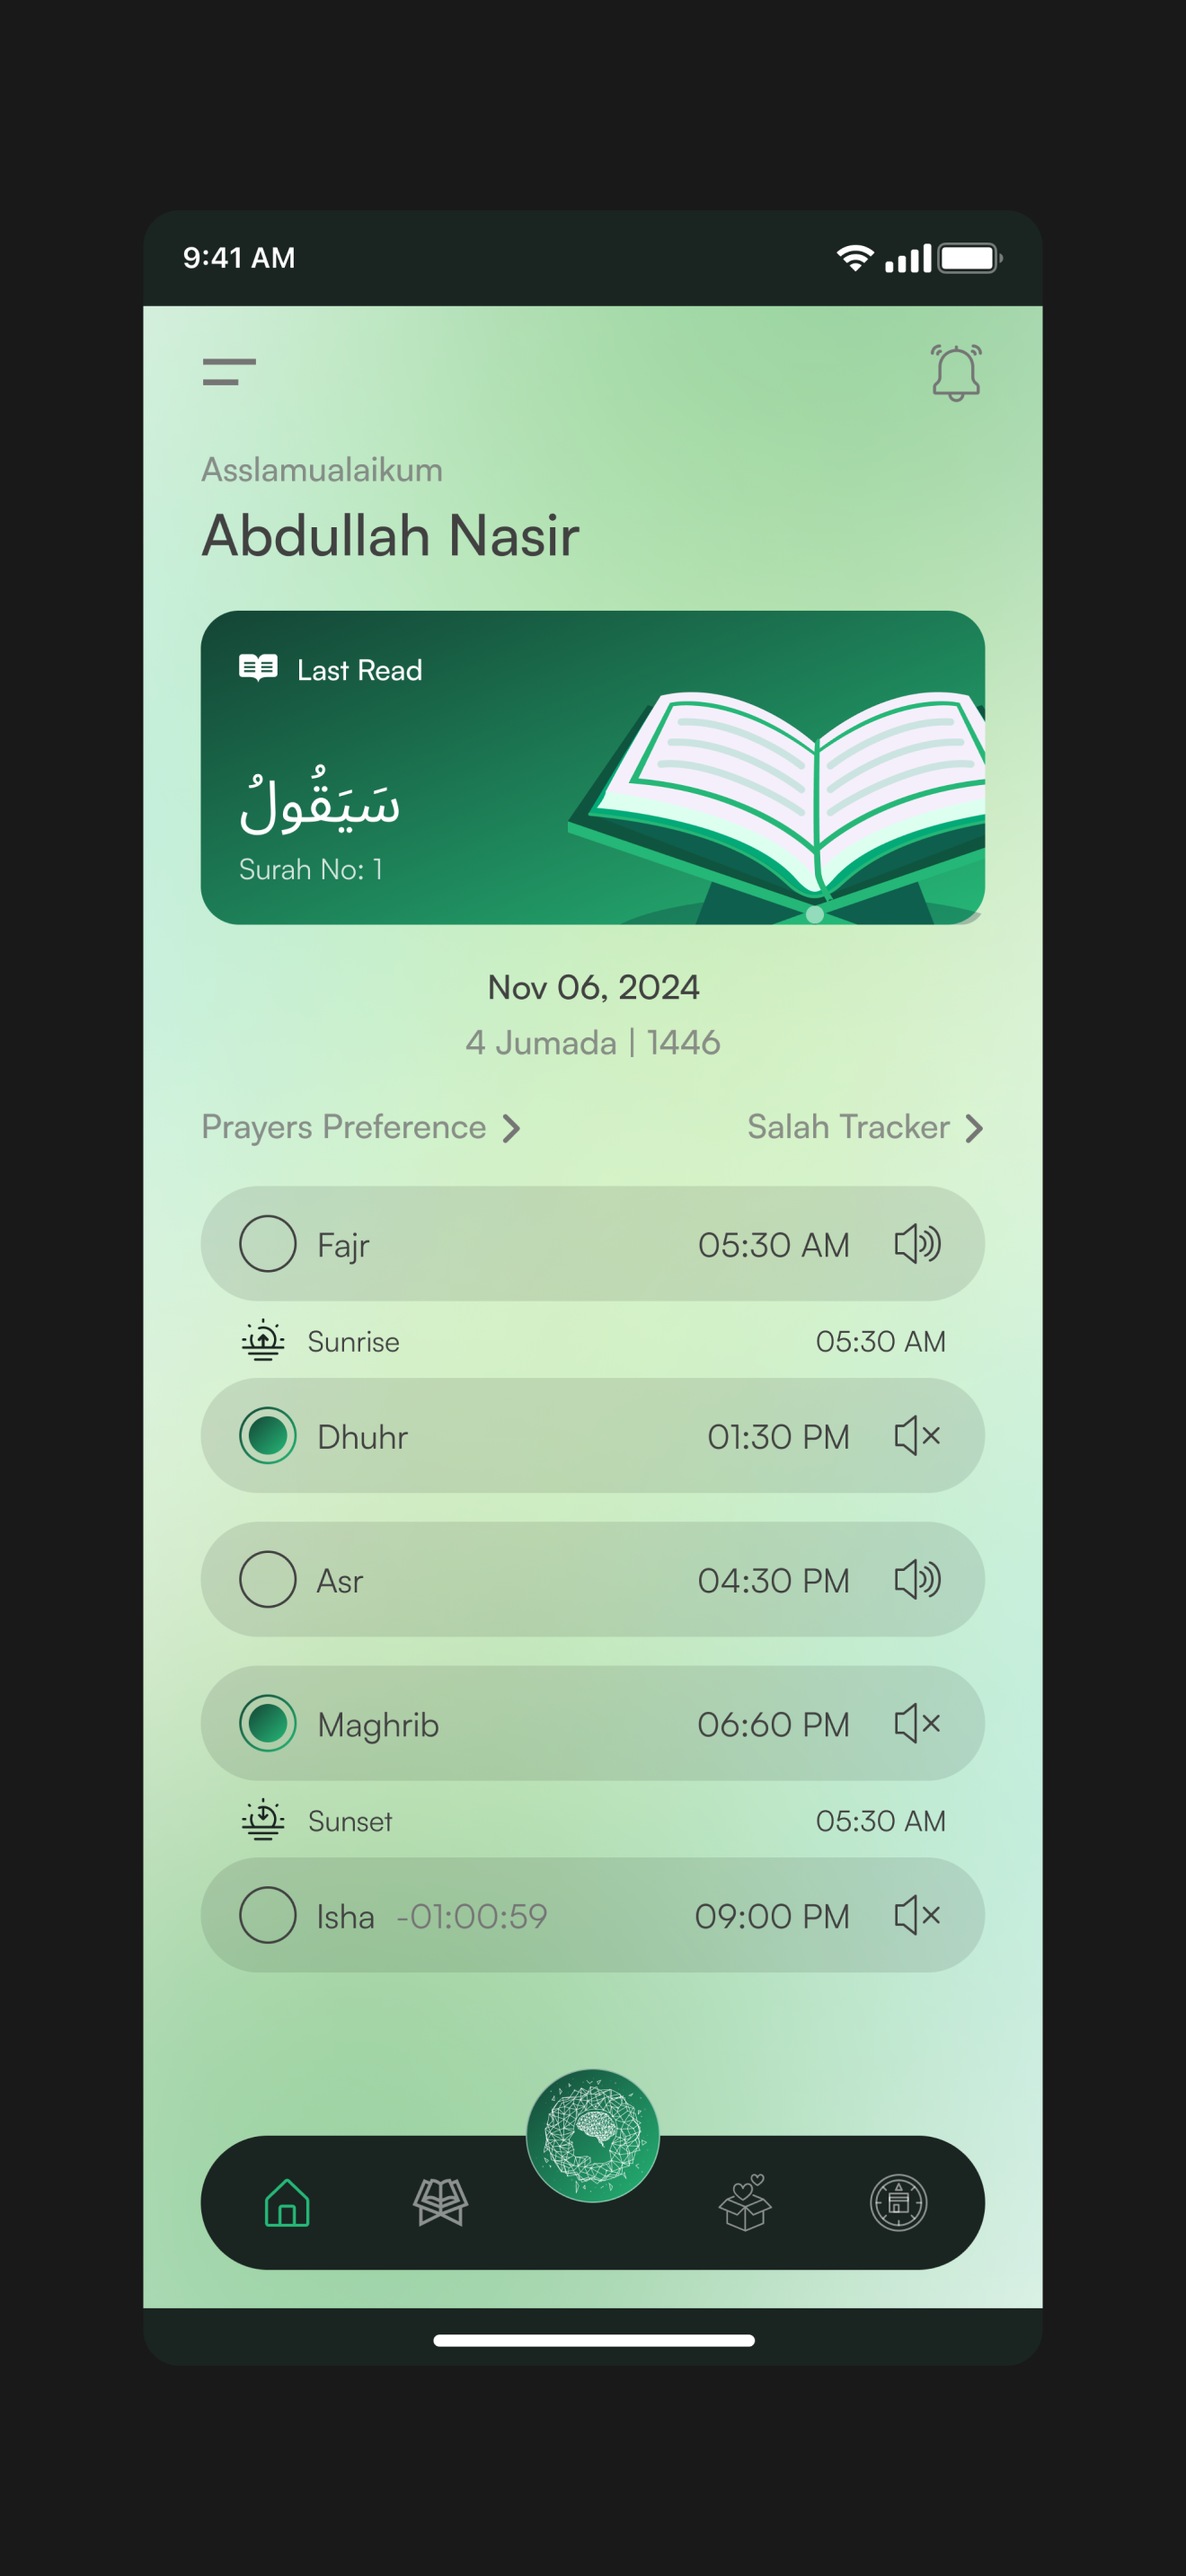 9:41 AM
Asslamualaikum
Abdullah Nasir
Last Read
سَيَقُولُ
Surah No: 1
Nov 06, 2024
4 Jumada | 1446
Prayers Preference
Salah Tracker
Fajr 05:30 AM
Sunrise 05:30 AM
Dhuhr 01:30 PM
Asr 04:30 PM
Maghrib 06:60 PM
Sunset 05:30 AM
Isha -01:00:59 09:00 PM